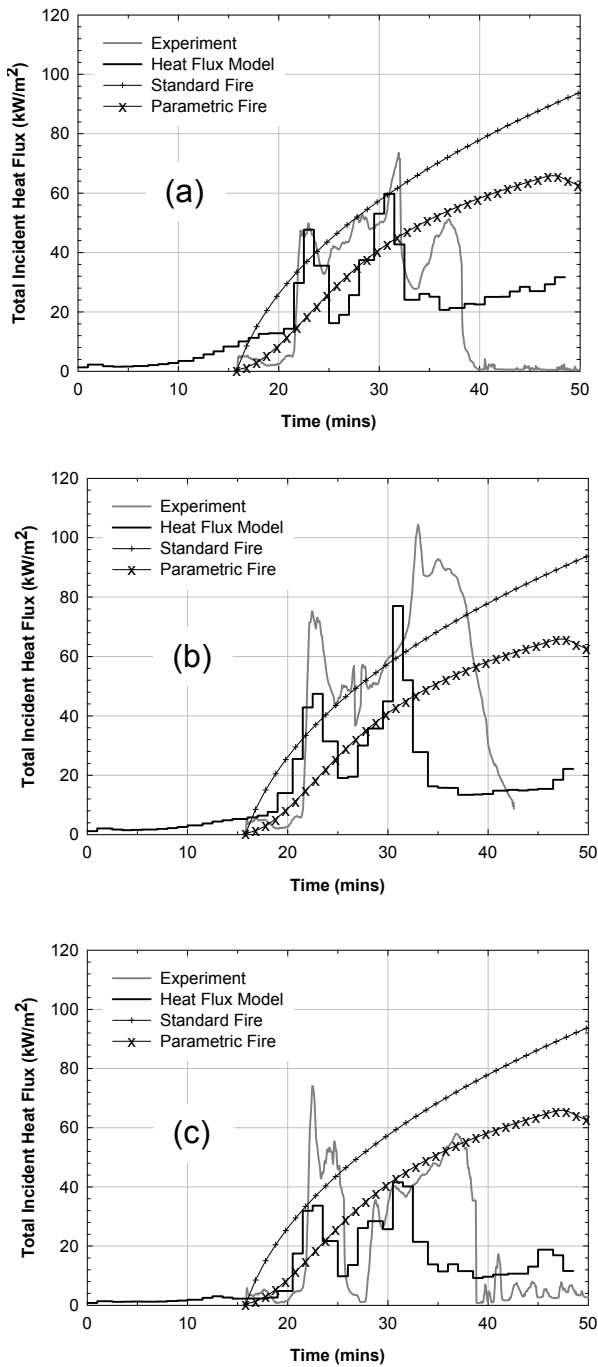 120
100
80
60
40
20
0
Total Incident Heat Flux (kW/m²)
Experiment
Heat Flux Model
Standard Fire
Parametric Fire
(a)
0 10 20 30 40 50
Time (mins)
120
100
80
60
40
20
0
Total Incident Heat Flux (kW/m²)
Experiment
Heat Flux Model
Standard Fire
Parametric Fire
(b)
0 10 20 30 40 50
Time (mins)
120
100
80
60
40
20
0
Total Incident Heat Flux (kW/m²)
Experiment
Heat Flux Model
Standard Fire
Parametric Fire
(c)
0 10 20 30 40 50
Time (mins)